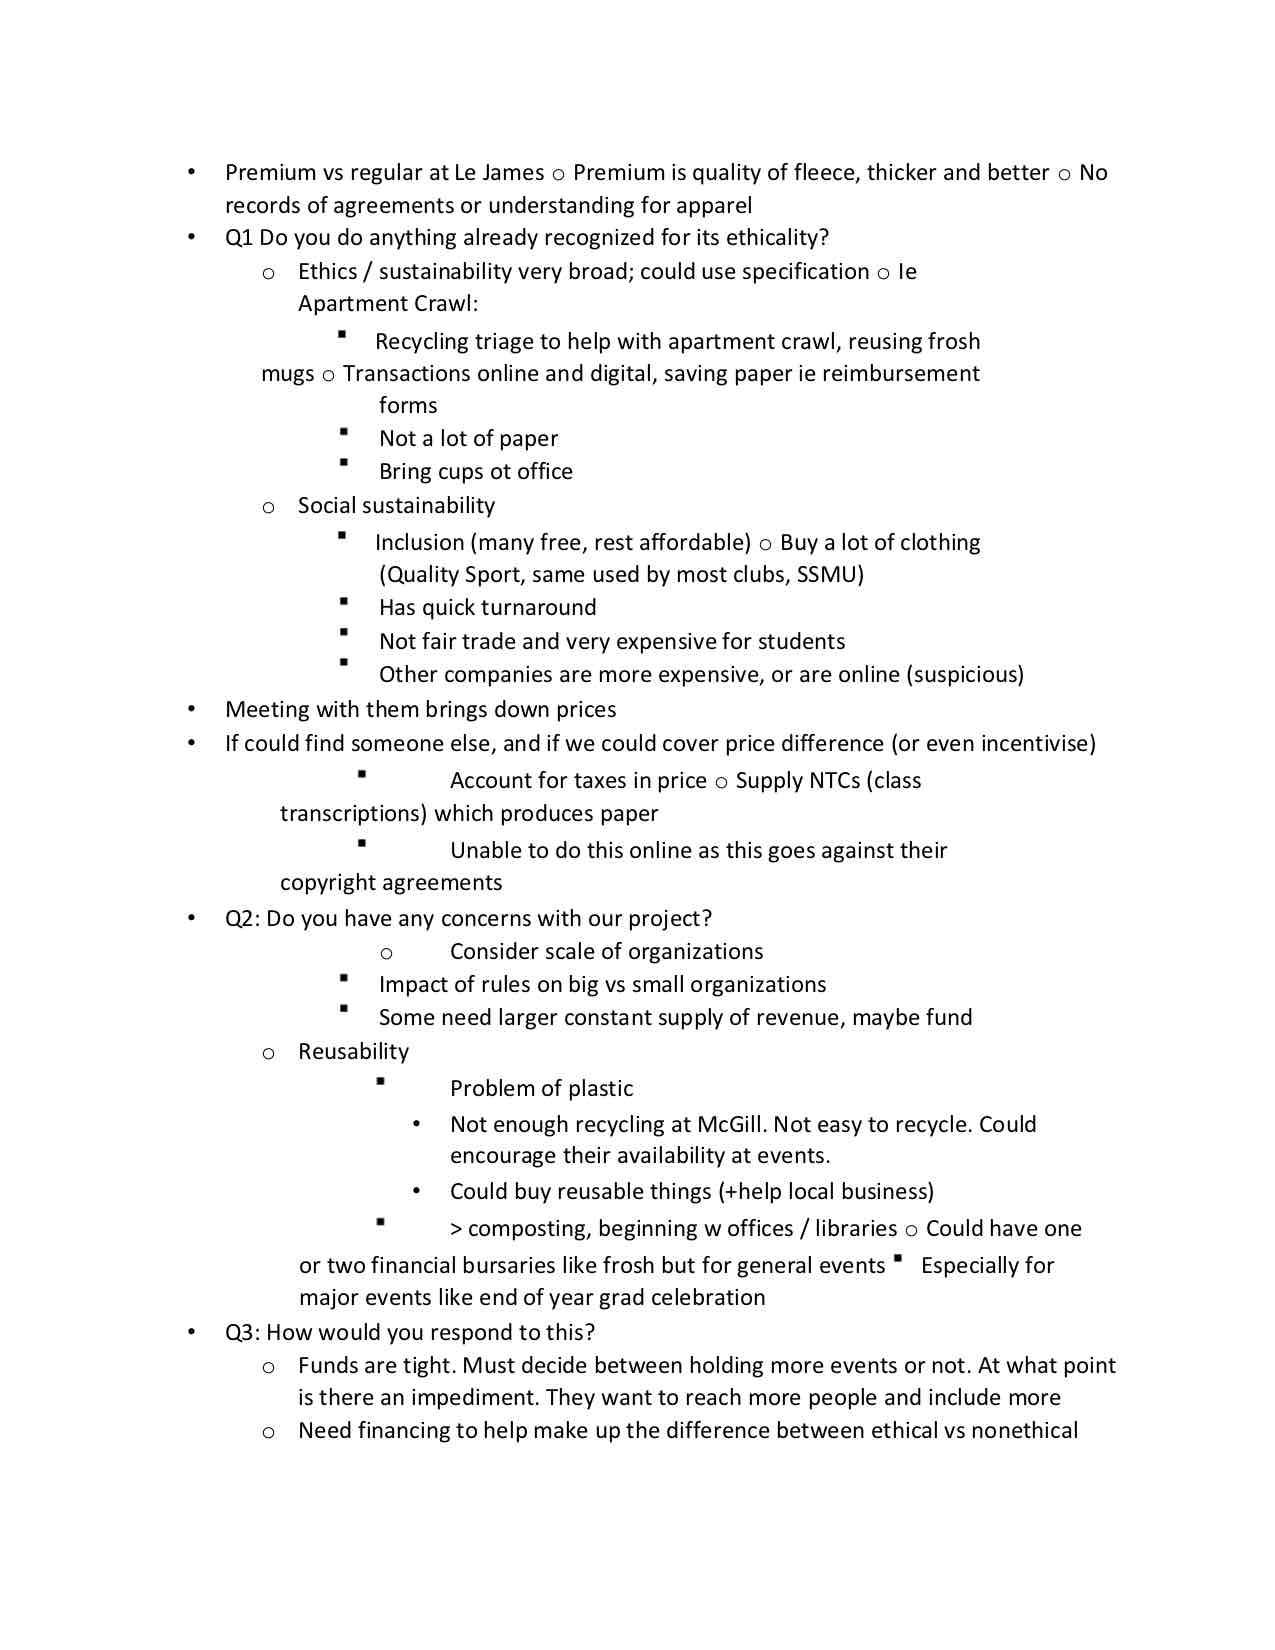 • Premium vs regular at Le James o Premium is quality of fleece, thicker and better o No
records of agreements or understanding for apparel
• Q1 Do you do anything already recognized for its ethicality?
o Ethics / sustainability very broad; could use specification o Ie
Apartment Crawl:
▪ Recycling triage to help with apartment crawl, reusing frosh
mugs o Transactions online and digital, saving paper ie reimbursement
forms
▪ Not a lot of paper
▪ Bring cups ot office
o Social sustainability
▪ Inclusion (many free, rest affordable) o Buy a lot of clothing
(Quality Sport, same used by most clubs, SSMU)
▪ Has quick turnaround
▪ Not fair trade and very expensive for students
▪ Other companies are more expensive, or are online (suspicious)
• Meeting with them brings down prices
• If could find someone else, and if we could cover price difference (or even incentivise)
▪ Account for taxes in price o Supply NTCs (class
transcriptions) which produces paper
▪ Unable to do this online as this goes against their
copyright agreements
• Q2: Do you have any concerns with our project?
o Consider scale of organizations
▪ Impact of rules on big vs small organizations
▪ Some need larger constant supply of revenue, maybe fund
o Reusability
▪ Problem of plastic
• Not enough recycling at McGill. Not easy to recycle. Could
encourage their availability at events.
• Could buy reusable things (+help local business)
▪ > composting, beginning w offices / libraries o Could have one
or two financial bursaries like frosh but for general events ▪ Especially for
major events like end of year grad celebration
• Q3: How would you respond to this?
o Funds are tight. Must decide between holding more events or not. At what point
is there an impediment. They want to reach more people and include more
o Need financing to help make up the difference between ethical vs nonethical